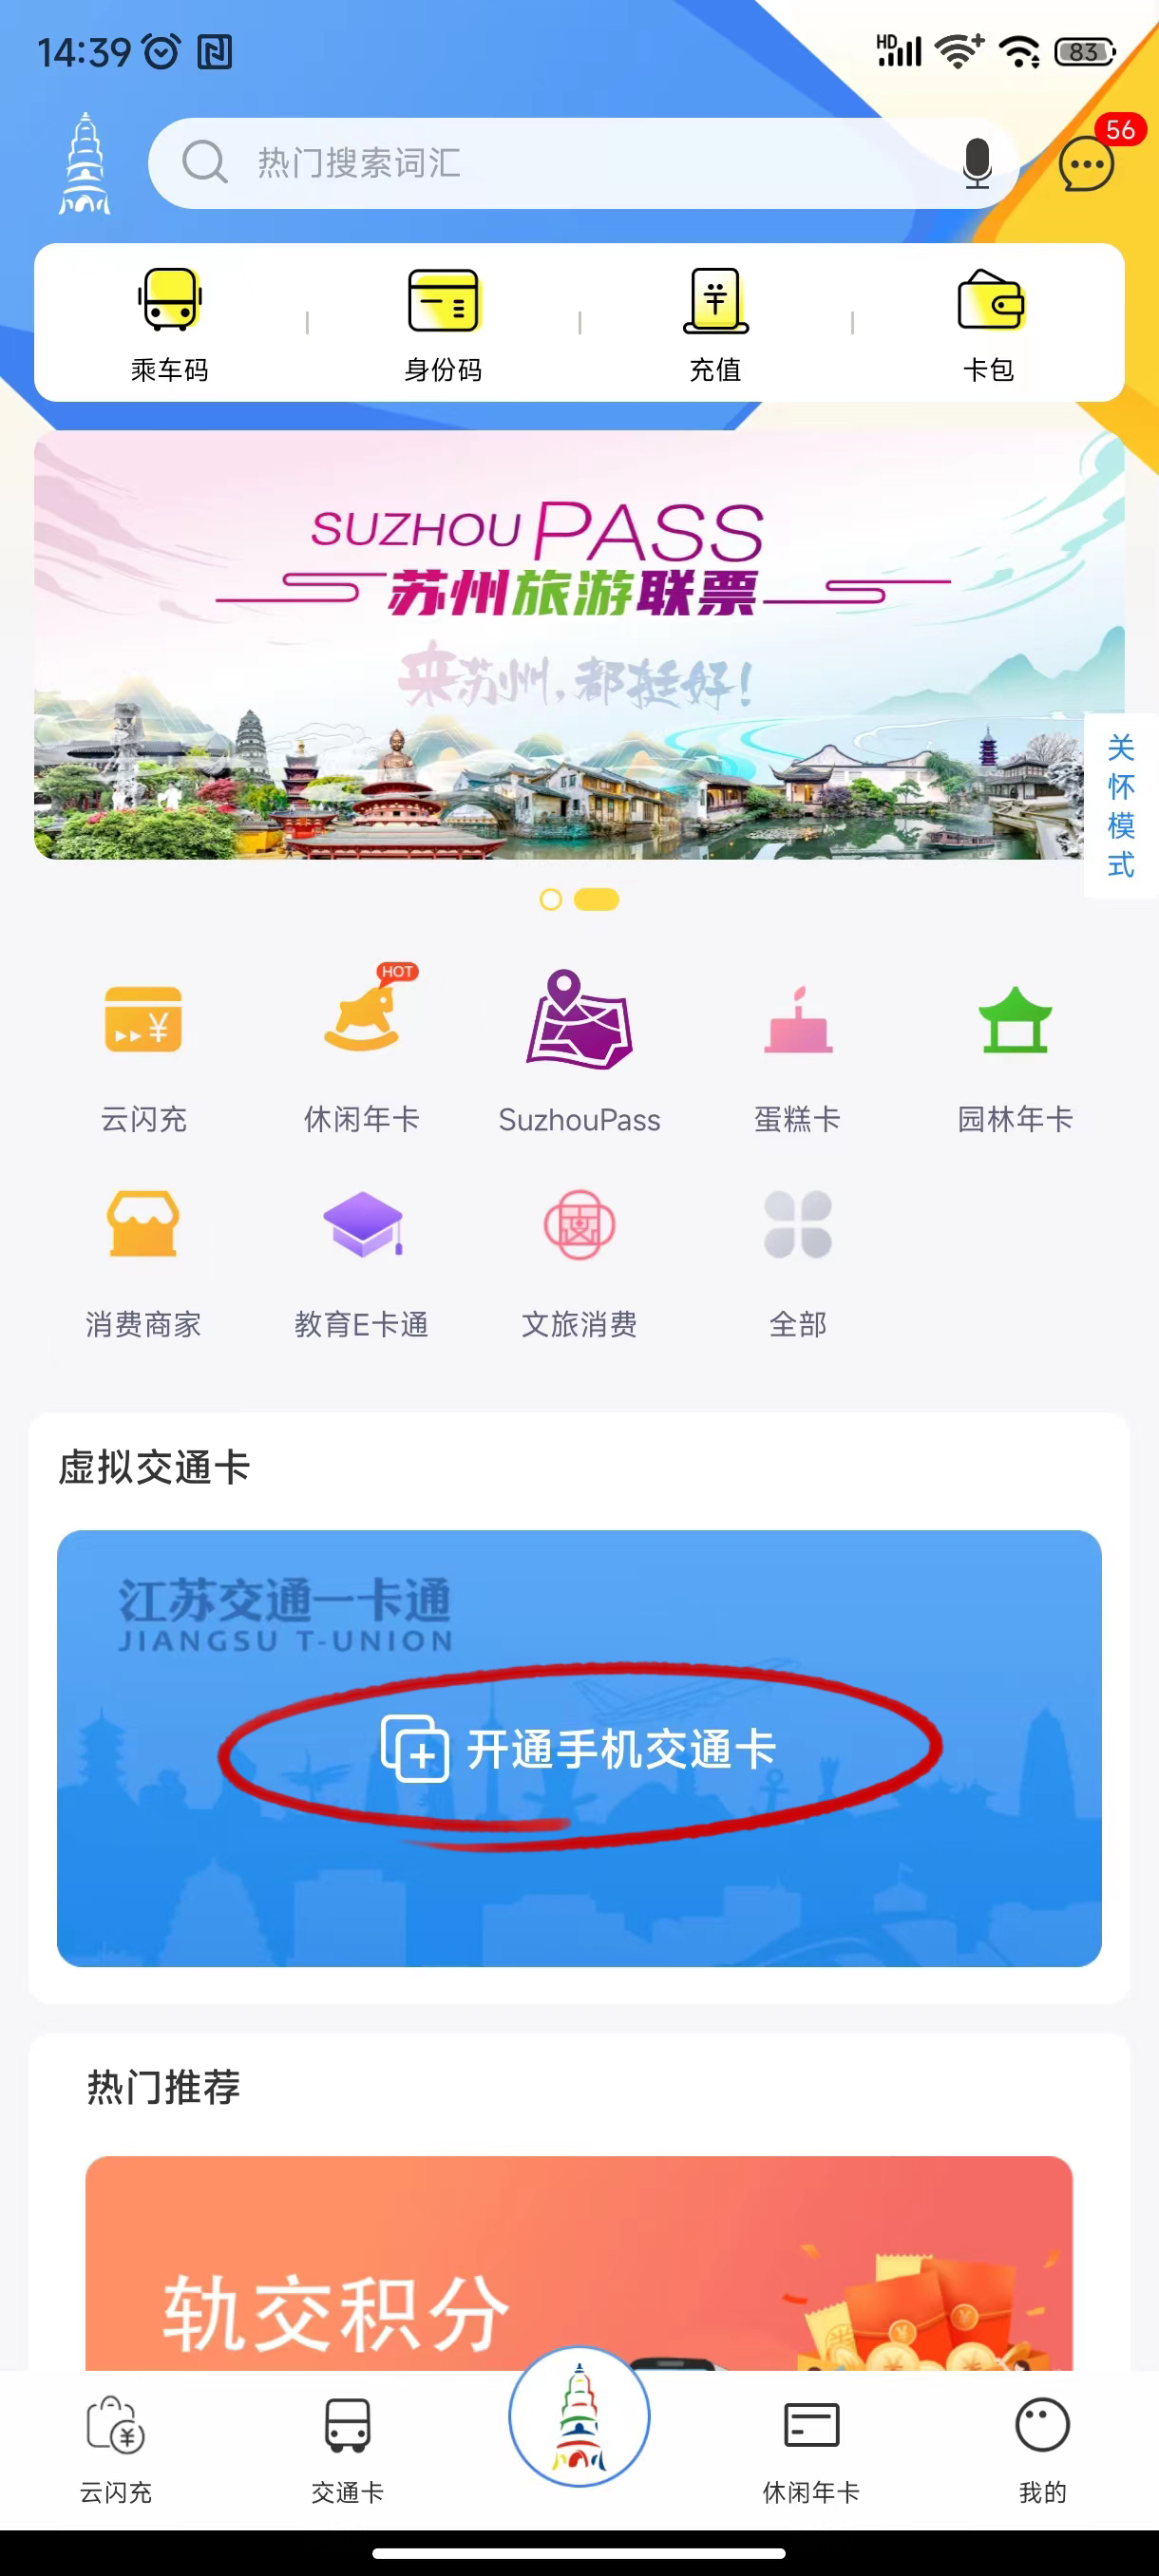 14:39
HD
83
热门搜索词汇
56
乘车码
身份码
充值
卡包
SUZHOU PASS
苏州旅游联票
来苏州,都挺好!
关怀模式
HOT
云闪充
休闲年卡
SuzhouPass
蛋糕卡
园林年卡
消费商家
教育E卡通
文旅消费
全部
虚拟交通卡
江苏交通一卡通
JIANGSU T-UNION
开通手机交通卡
热门推荐
轨交积分
云闪充
交通卡
休闲年卡
我的